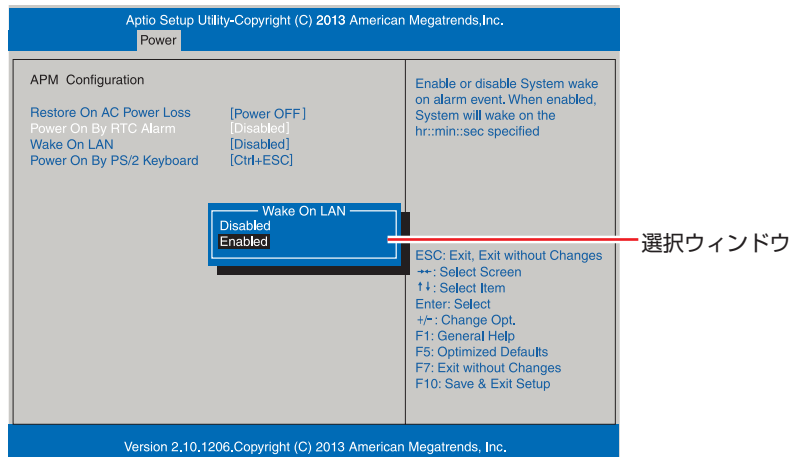 Aptio Setup Utility-Copyright (C) 2013 American Megatrends,Inc.
Power
APM Configuration
Restore On AC Power Loss [Power OFF]
Power On By RTC Alarm [Disabled]
Wake On LAN [Disabled]
Power On By PS/2 Keyboard [Ctrl+ESC]
Enable or disable System wake
on alarm event. When enabled,
System will wake on the
hr::min::sec specified
Wake On LAN
Disabled
Enabled
選択ウィンドウ
ESC: Exit, Exit without Changes
→←: Select Screen
↑↓: Select Item
Enter: Select
+/-: Change Opt.
F1: General Help
F5: Optimized Defaults
F7: Exit without Changes
F10: Save & Exit Setup
Version 2.10.1206.Copyright (C) 2013 American Megatrends, Inc.